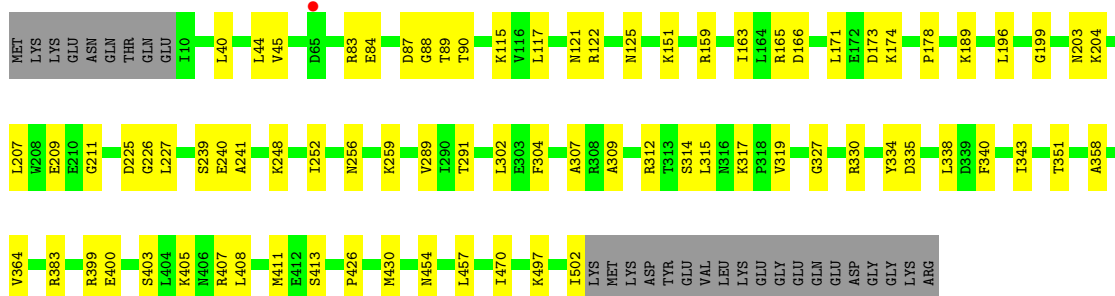 MET LYS LYS GLU ASN GLN THR GLN GLU I10 L40 L44 V45 D65 R83 E84 D87 G88 T89 T90 K115 V116 L117 N121 R122 N125 K151 R159 I163 L164 R165 D166 L171 E172 D173 K174 P178 K189 L196 G199 N203 K204
L207 W208 E209 E210 G211 D225 G226 L227 S239 E240 A241 K248 I252 N256 K259 V289 I290 T291 L302 E303 F304 A307 R308 A309 R312 T313 S314 L315 N316 K317 P318 V319 G327 R330 Y334 D335 L338 D339 F340 I343 T351 A358
V364 R383 R399 E400 S403 L404 K405 N406 R407 L408 M411 E412 S413 P426 M430 N454 L457 I470 K497 I502 LYS MET LYS ASP TYR GLU VAL LEU LYS GLU GLY GLU GLN GLU ASP GLY GLY LYS ARG